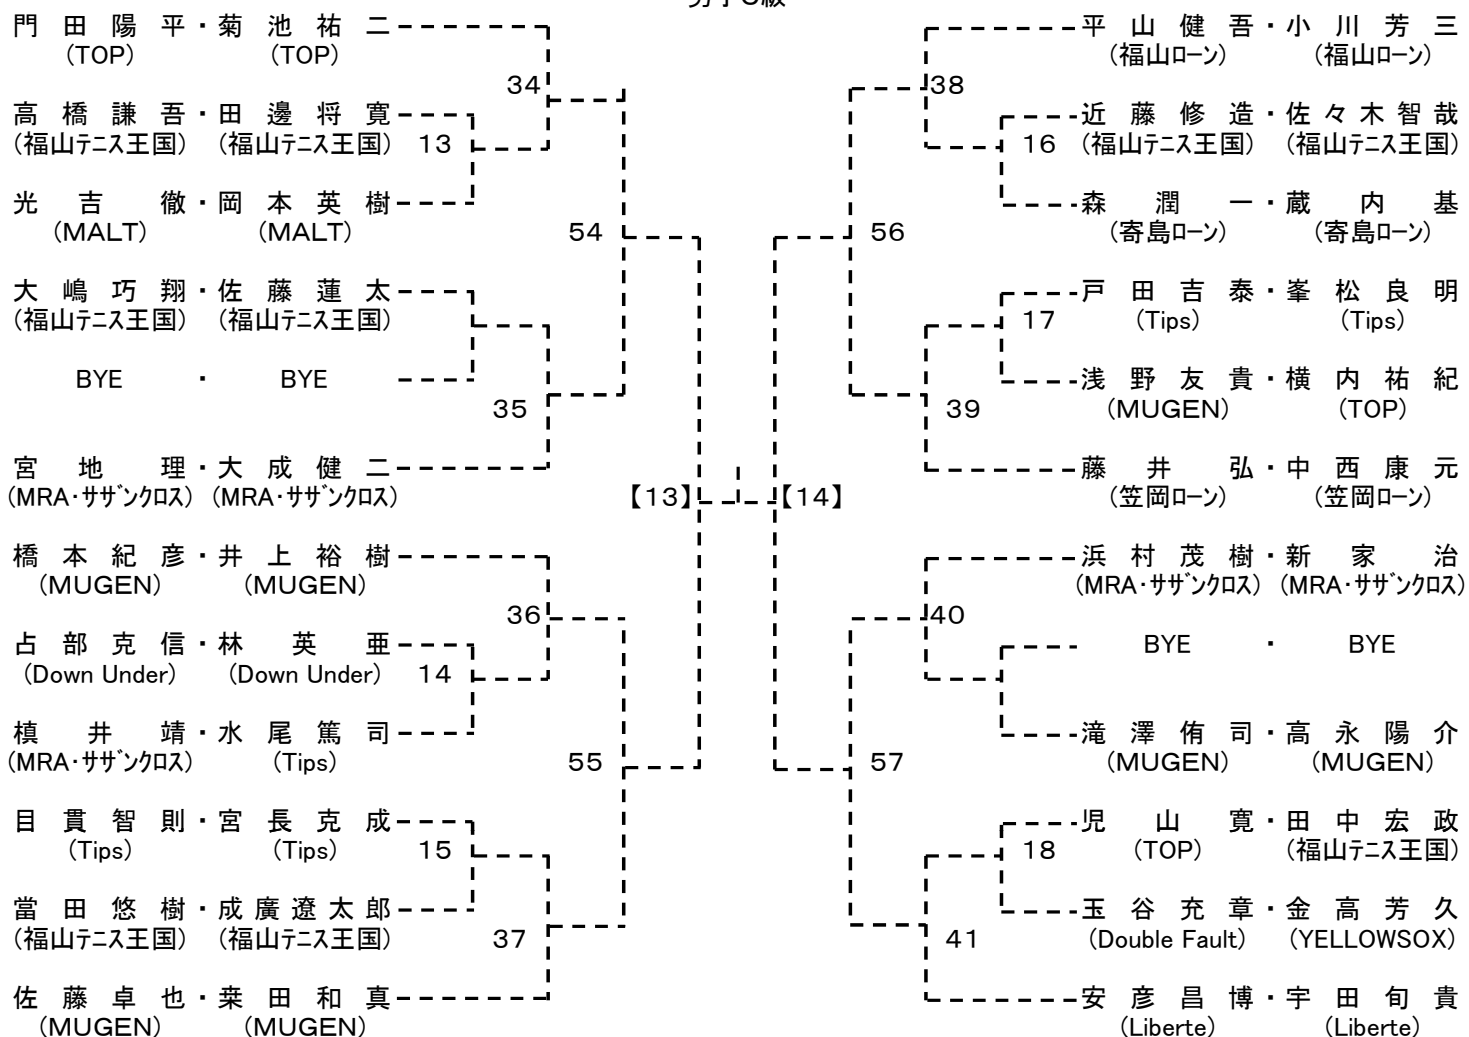 門田陽平・菊池祐二
(TOP) (TOP)
34
高橋謙吾・田邊将寛
(福山テニス王国) (福山テニス王国) 13
光吉徹・岡本英樹
(MALT) (MALT)
54
大嶋巧翔・佐藤蓮太
(福山テニス王国) (福山テニス王国)
BYE ・ BYE
35
宮地理・大成健二
(MRA・サザンクロス) (MRA・サザンクロス)
【13】
橋本紀彦・井上裕樹
(MUGEN) (MUGEN)
36
占部克信・林英亜
(Down Under) (Down Under) 14
槙井靖・水尾篤司
(MRA・サザンクロス) (Tips)
55
目貫智則・宮長克成
(Tips) (Tips) 15
當田悠樹・成廣遼太郎
(福山テニス王国) (福山テニス王国) 37
佐藤卓也・桒田和真
(MUGEN) (MUGEN)
平山健吾・小川芳三
(福山ローン) (福山ローン)
38
近藤修造・佐々木智哉
16 (福山テニス王国) (福山テニス王国)
森潤一・蔵内基
(寄島ローン) (寄島ローン)
56
戸田吉泰・峯松良明
17 (Tips) (Tips)
浅野友貴・横内祐紀
39 (MUGEN) (TOP)
藤井弘・中西康元
(笠岡ローン) (笠岡ローン)
【14】
浜村茂樹・新家治
(MRA・サザンクロス) (MRA・サザンクロス)
40
BYE ・ BYE
滝澤侑司・高永陽介
(MUGEN) (MUGEN)
57
児山寛・田中宏政
18 (TOP) (福山テニス王国)
玉谷充章・金高芳久
41 (Double Fault) (YELLOWSOX)
安彦昌博・宇田旬貴
(Liberte) (Liberte)